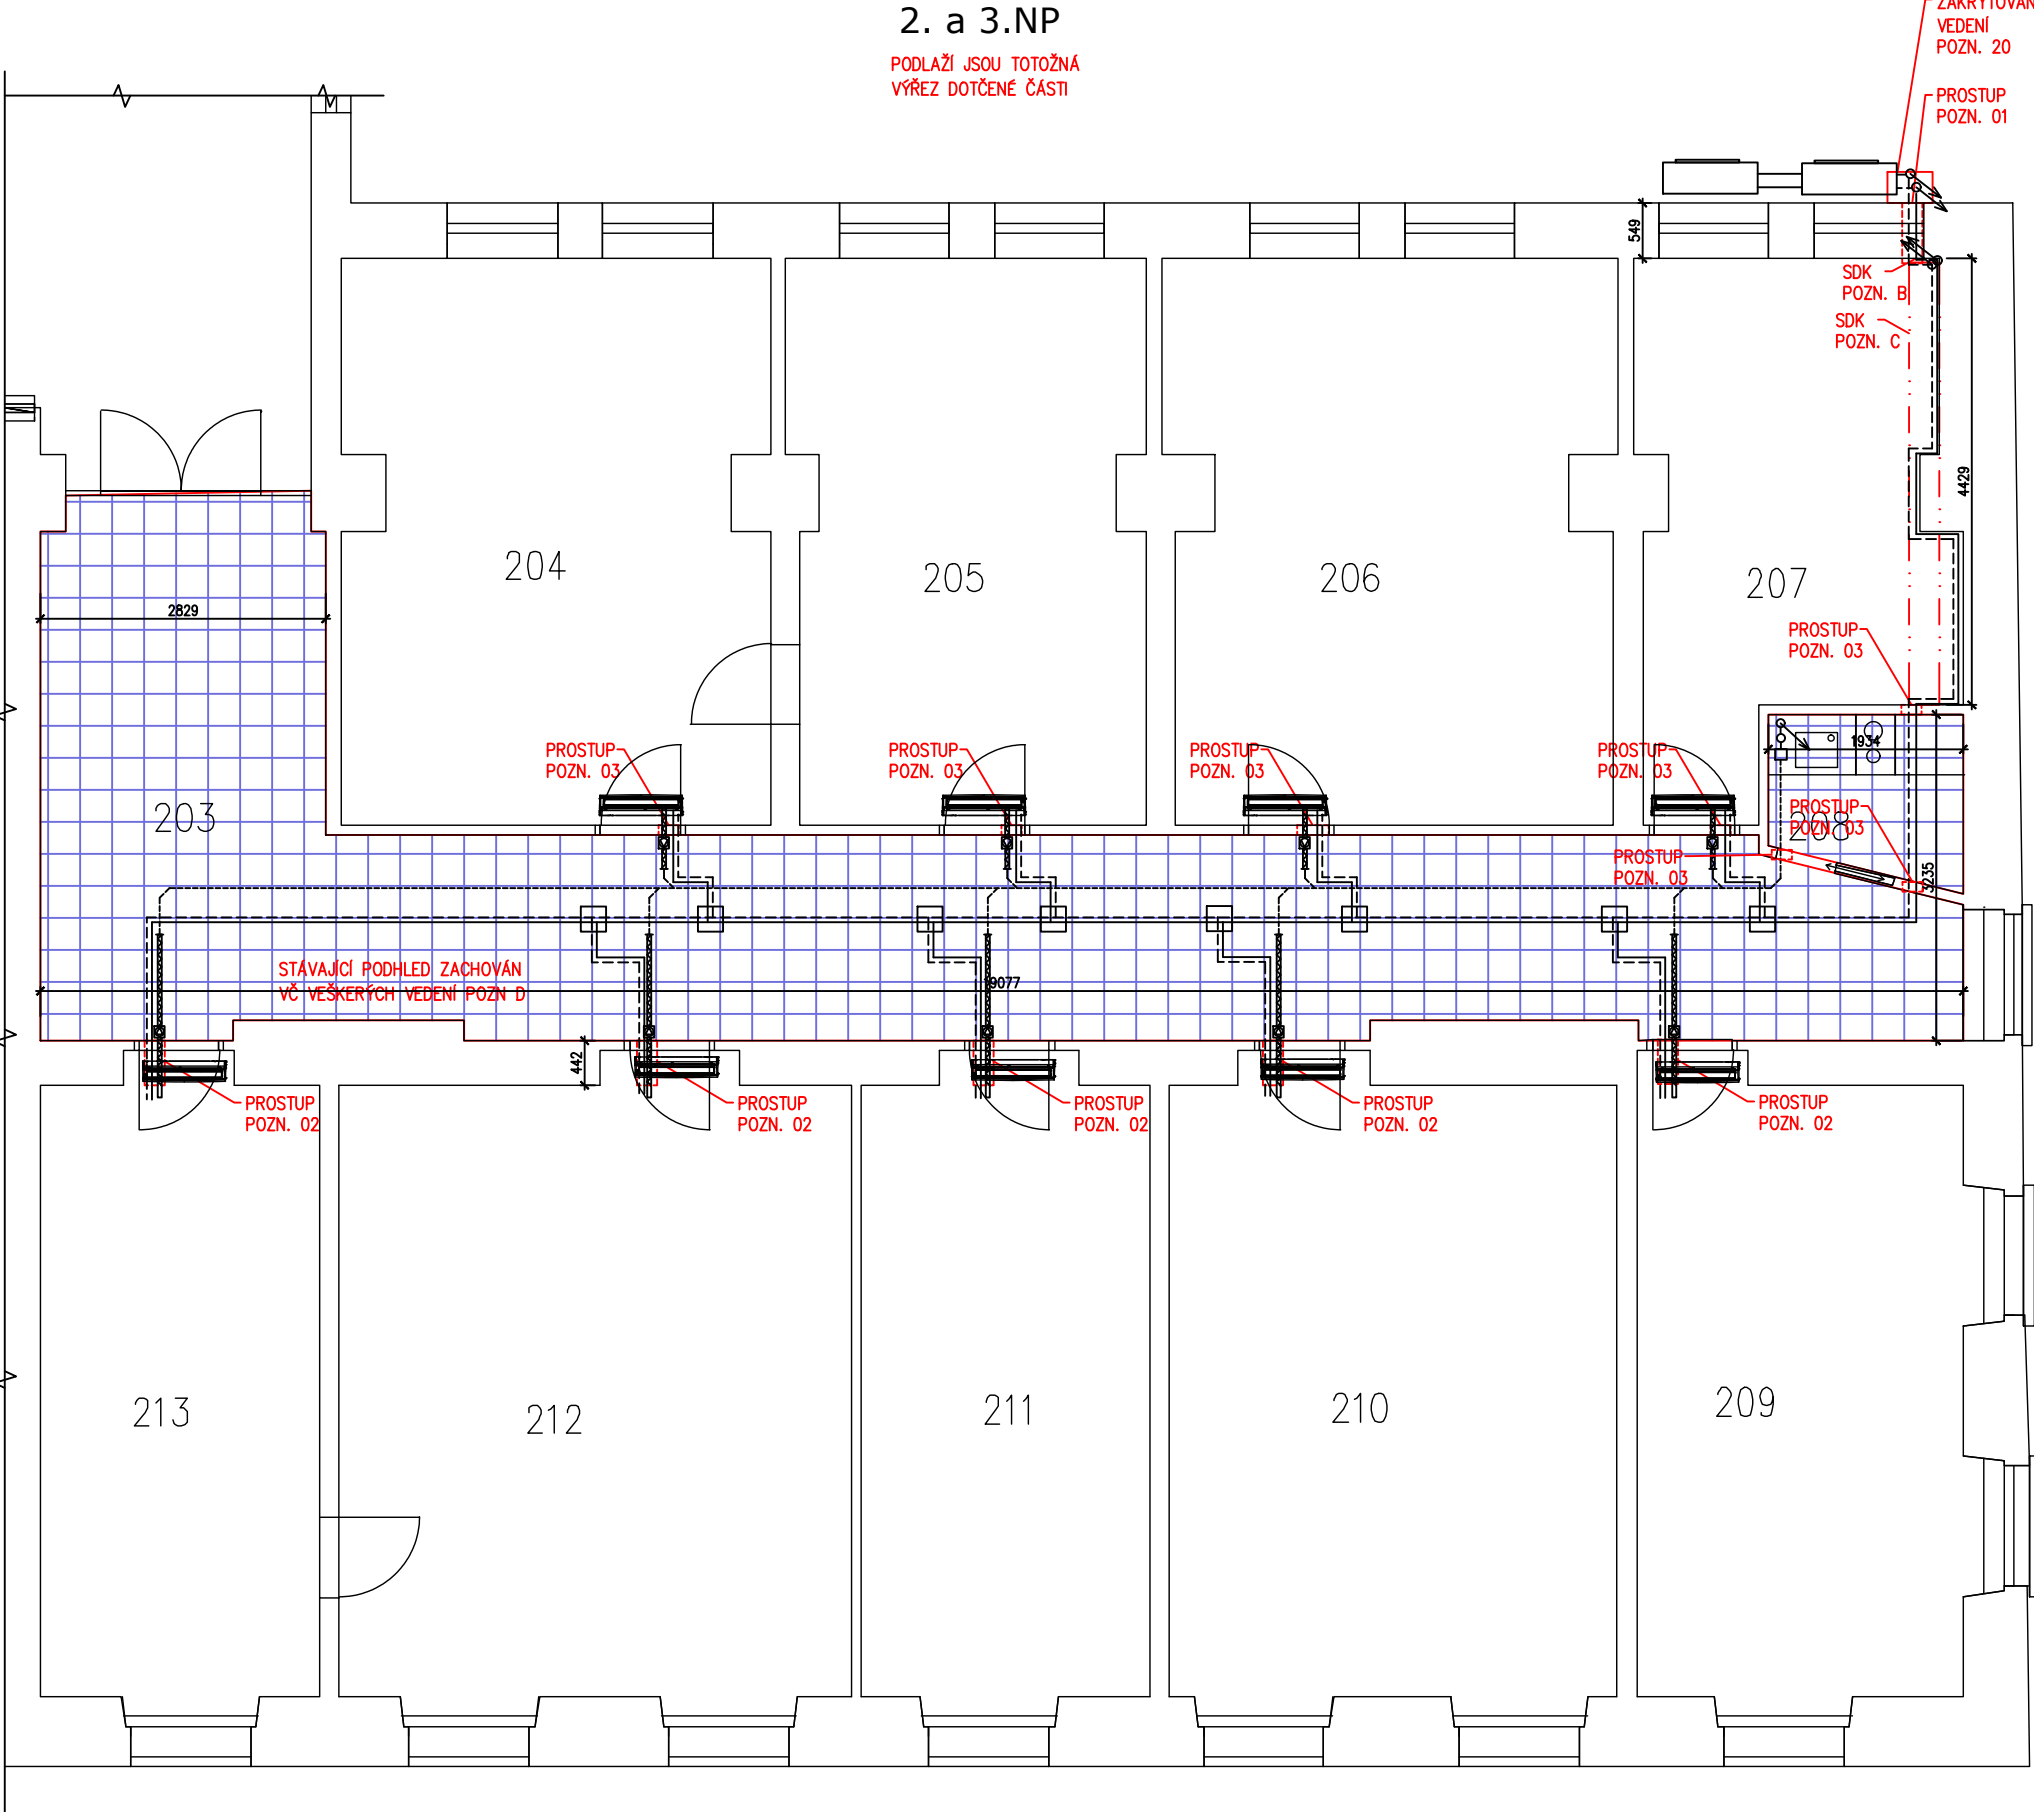 2. a 3.NP
PODLAŽÍ JSOU TOTOŽNÁ
VÝŘEZ DOTČENÉ ČÁSTI
ZAKRYTOVÁN
VEDENÍ
POZN. 20
PROSTUP
POZN. 01
549
SDK
POZN. B
SDK
POZN. C
4429
204
205
206
207
2829
PROSTUP
POZN. 03
PROSTUP
POZN. 03
PROSTUP
POZN. 03
PROSTUP
POZN. 03
PROSTUP
POZN. 03
1934
203
208
PROSTUP
POZN. 03
PROSTUP
POZN. 03
3235
STÁVAJÍCÍ PODHLED ZACHOVÁN
VČ VEŠKERÝCH VEDENÍ POZN D
19077
442
PROSTUP
POZN. 02
PROSTUP
POZN. 02
PROSTUP
POZN. 02
PROSTUP
POZN. 02
PROSTUP
POZN. 02
213
212
211
210
209